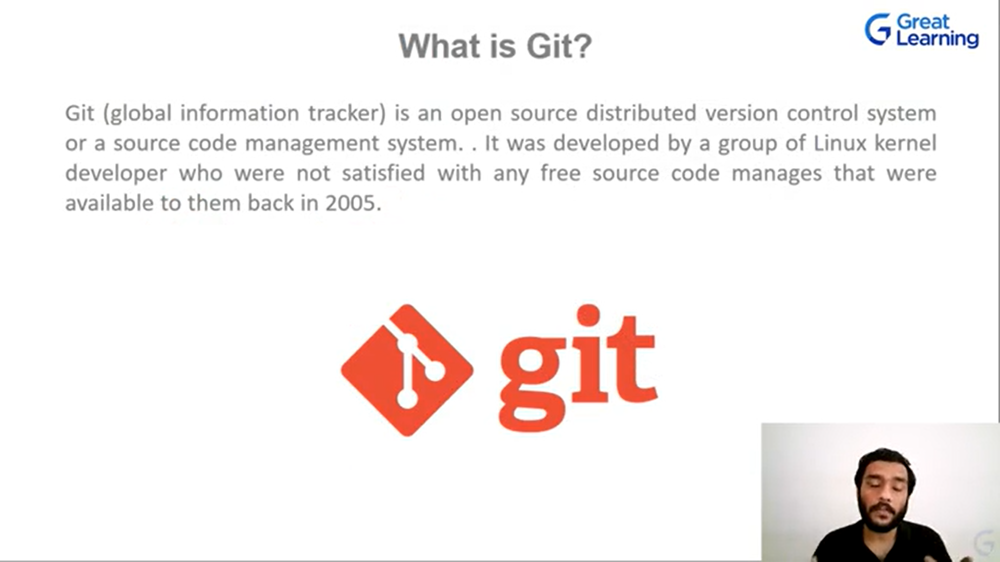 Great
Learning
What is Git?
Git (global information tracker) is an open source distributed version control system
or a source code management system. . It was developed by a group of Linux kernel
developer who were not satisfied with any free source code manages that were
available to them back in 2005.
git